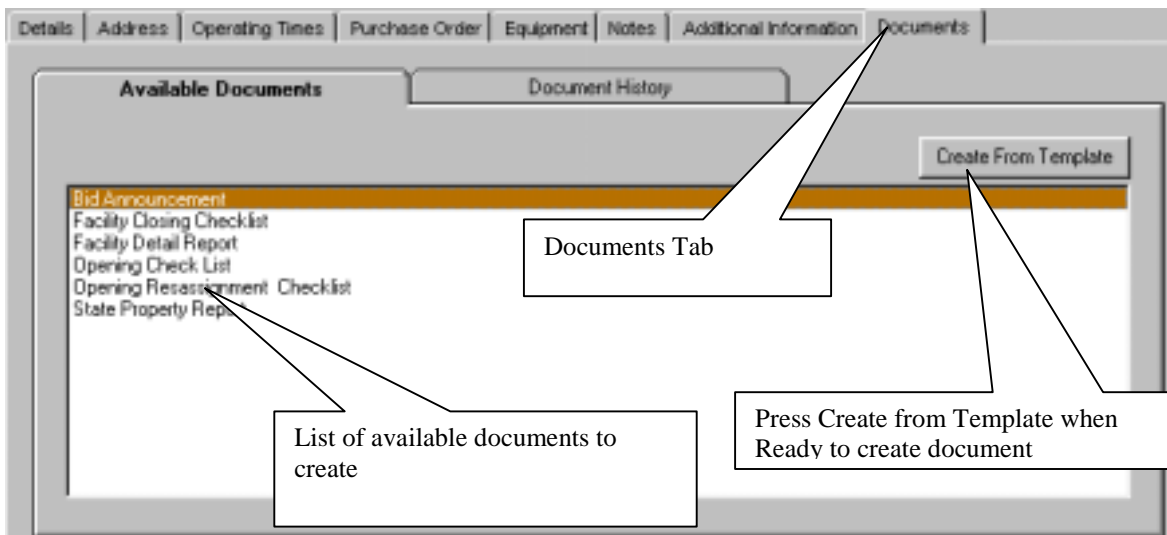 Details Address Operating Times Purchase Order Equipment Notes Additional Information Documents
Available Documents Document History
Create From Template
Bid Announcement
Facility Closing Checklist
Facility Detail Report
Opening Check List
Opening Resassignment Checklist
State Property Report
Documents Tab
List of available documents to
create
Press Create from Template when
Ready to create document